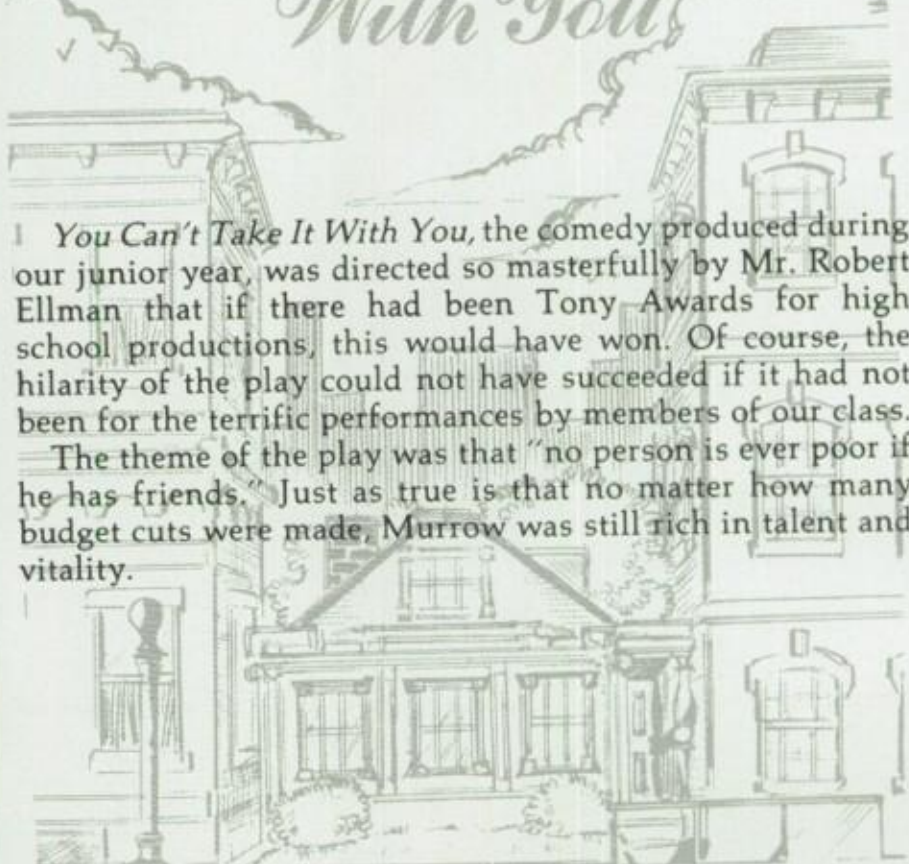 With You
You Can't Take It With You, the comedy produced during
our junior year, was directed so masterfully by Mr. Robert
Ellman that if there had been Tony Awards for high
school productions, this would have won. Of course, the
hilarity of the play could not have succeeded if it had not
been for the terrific performances by members of our class.
The theme of the play was that "no person is ever poor if
he has friends." Just as true is that no matter how many
budget cuts were made, Murrow was still rich in talent and
vitality.